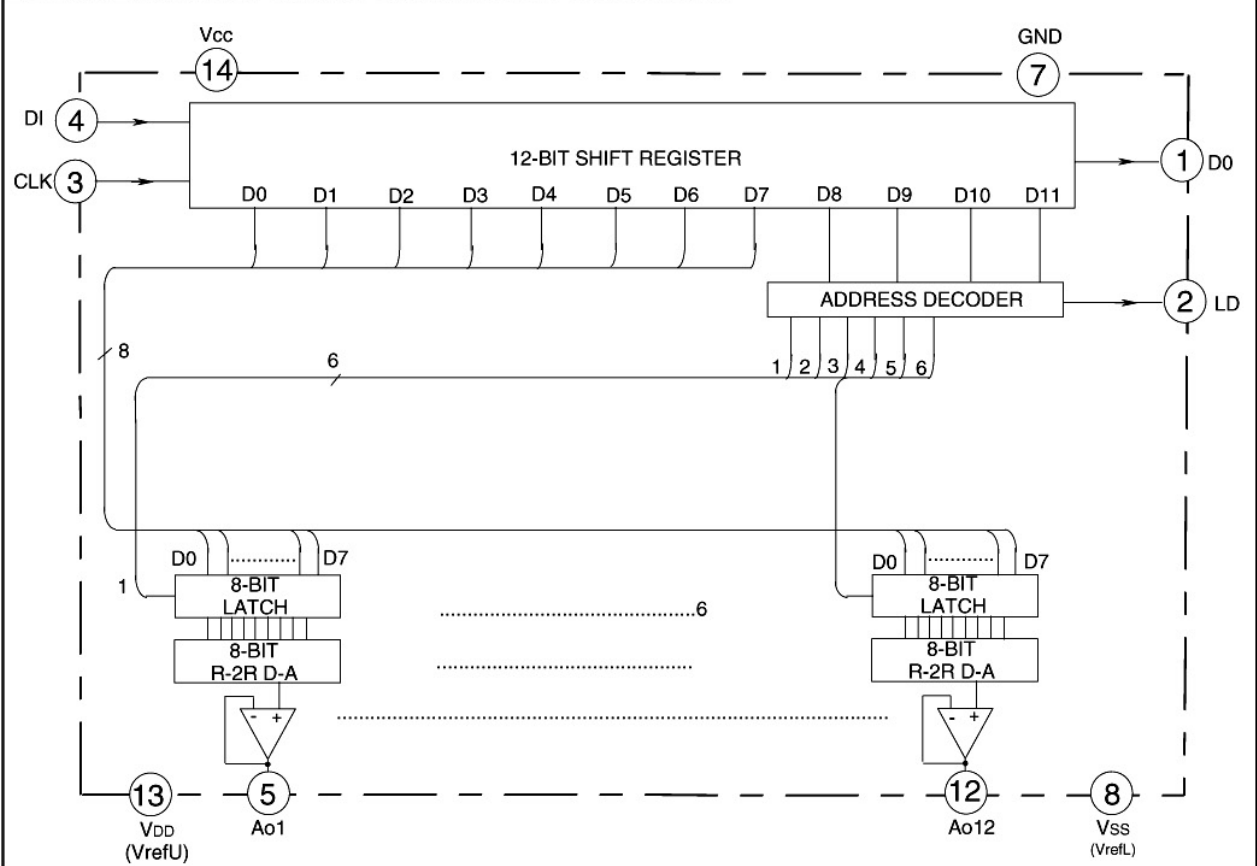 Vcc
14
GND
7
DI
4
CLK
3
12-BIT SHIFT REGISTER
1
D0
D0 D1 D2 D3 D4 D5 D6 D7 D8 D9 D10 D11
ADDRESS DECODER
2
LD
8
6
1 2 3 4 5 6
D0 .............. D7
D0 .............. D7
1
8-BIT
LATCH
.......................................6
8-BIT
LATCH
8-BIT
R-2R D-A
8-BIT
R-2R D-A
- +
- +
13
5
12
8
VDD
(VrefU)
Ao1
Ao12
VSS
(VrefL)